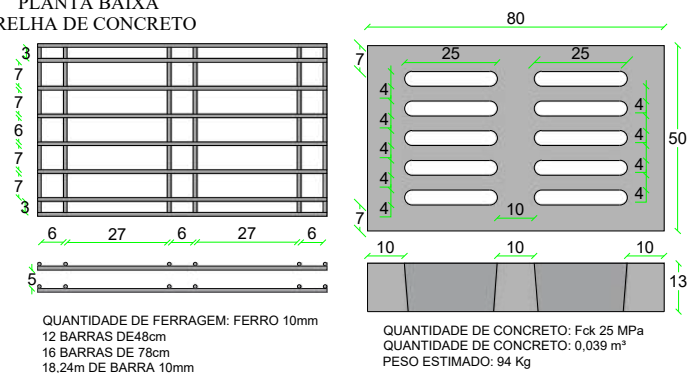 PLANTA BAIXA
RELHA DE CONCRETO
3
7
7
6
7
7
3
6 27 6 27 6
5
QUANTIDADE DE FERRAGEM: FERRO 10mm
12 BARRAS DE48cm
16 BARRAS DE 78cm
18,24m DE BARRA 10mm
80
7
25 25
4
4
4
4
4
4
4
4
4
50
7
10
10 10 10
13
QUANTIDADE DE CONCRETO: Fck 25 MPa
QUANTIDADE DE CONCRETO: 0,039 m³
PESO ESTIMADO: 94 Kg